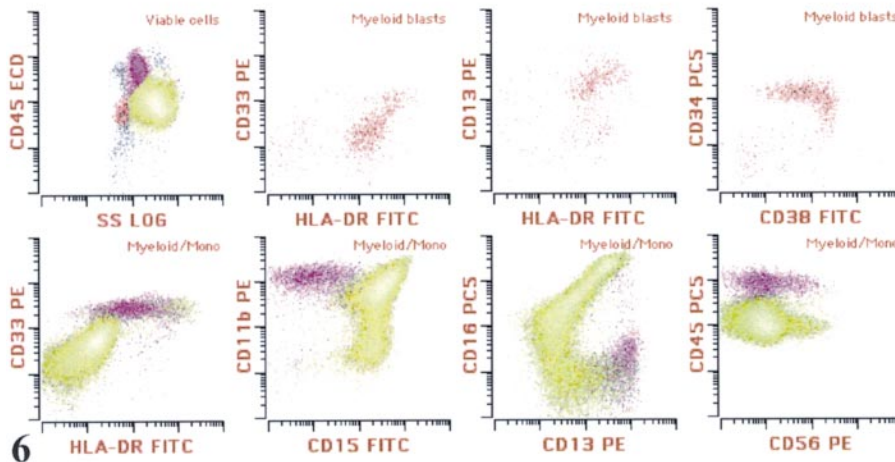 Viable cells
CD45 ECD
SS LOG
Myeloid blasts
CD33 PE
HLA-DR FITC
Myeloid blasts
CD13 PE
HLA-DR FITC
Myeloid blasts
CD34 PC5
CD38 FITC
Myeloid/Mono
CD33 PE
HLA-DR FITC
Myeloid/Mono
CD11b PE
CD15 FITC
Myeloid/Mono
CD16 PC5
CD13 PE
Myeloid/Mono
CD45 PC5
CD56 PE
6